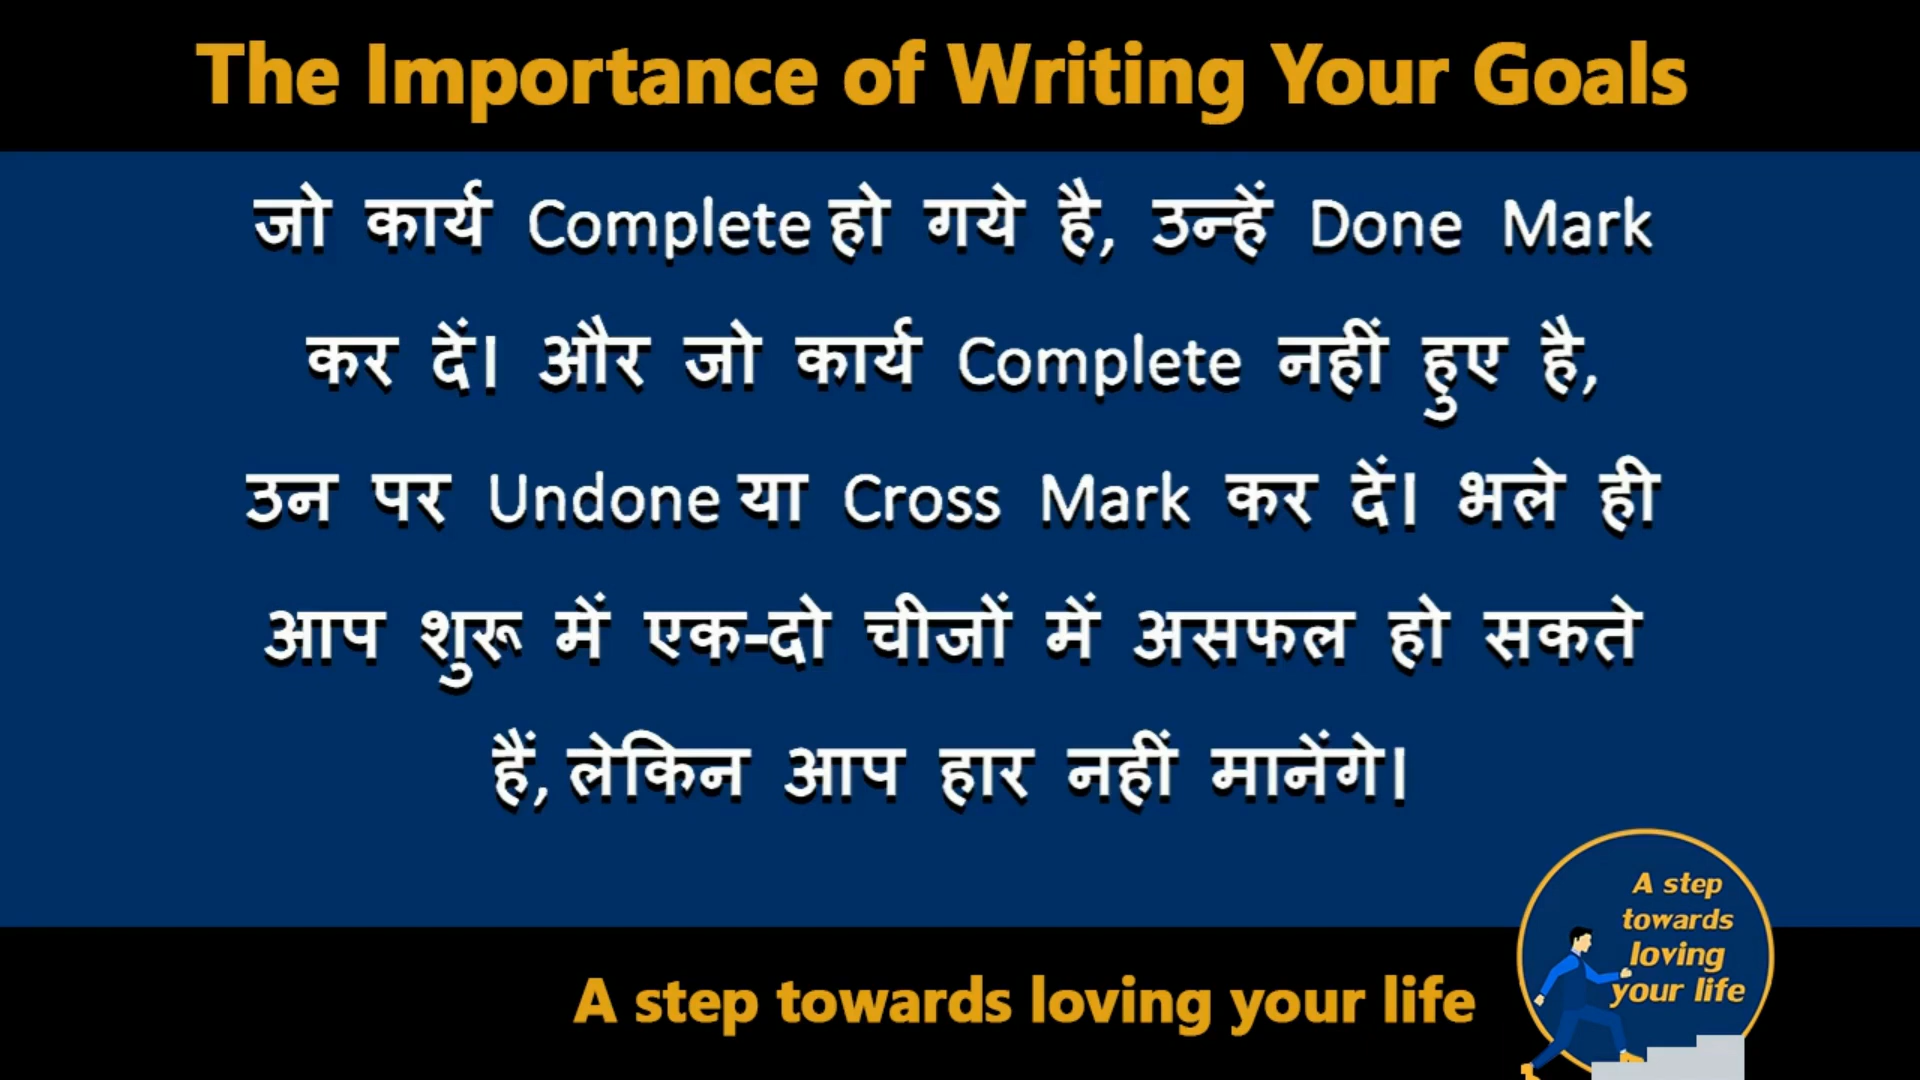 The Importance of Writing Your Goals
जो कार्य Complete हो गये है, उन्हें Done Mark
कर दें। और जो कार्य Complete नहीं हुए है,
उन पर Undone या Cross Mark कर दें। भले ही
आप शुरू में एक-दो चीजों में असफल हो सकते
हैं, लेकिन आप हार नहीं मानेंगे।
A step
towards
loving
your life
A step towards loving your life